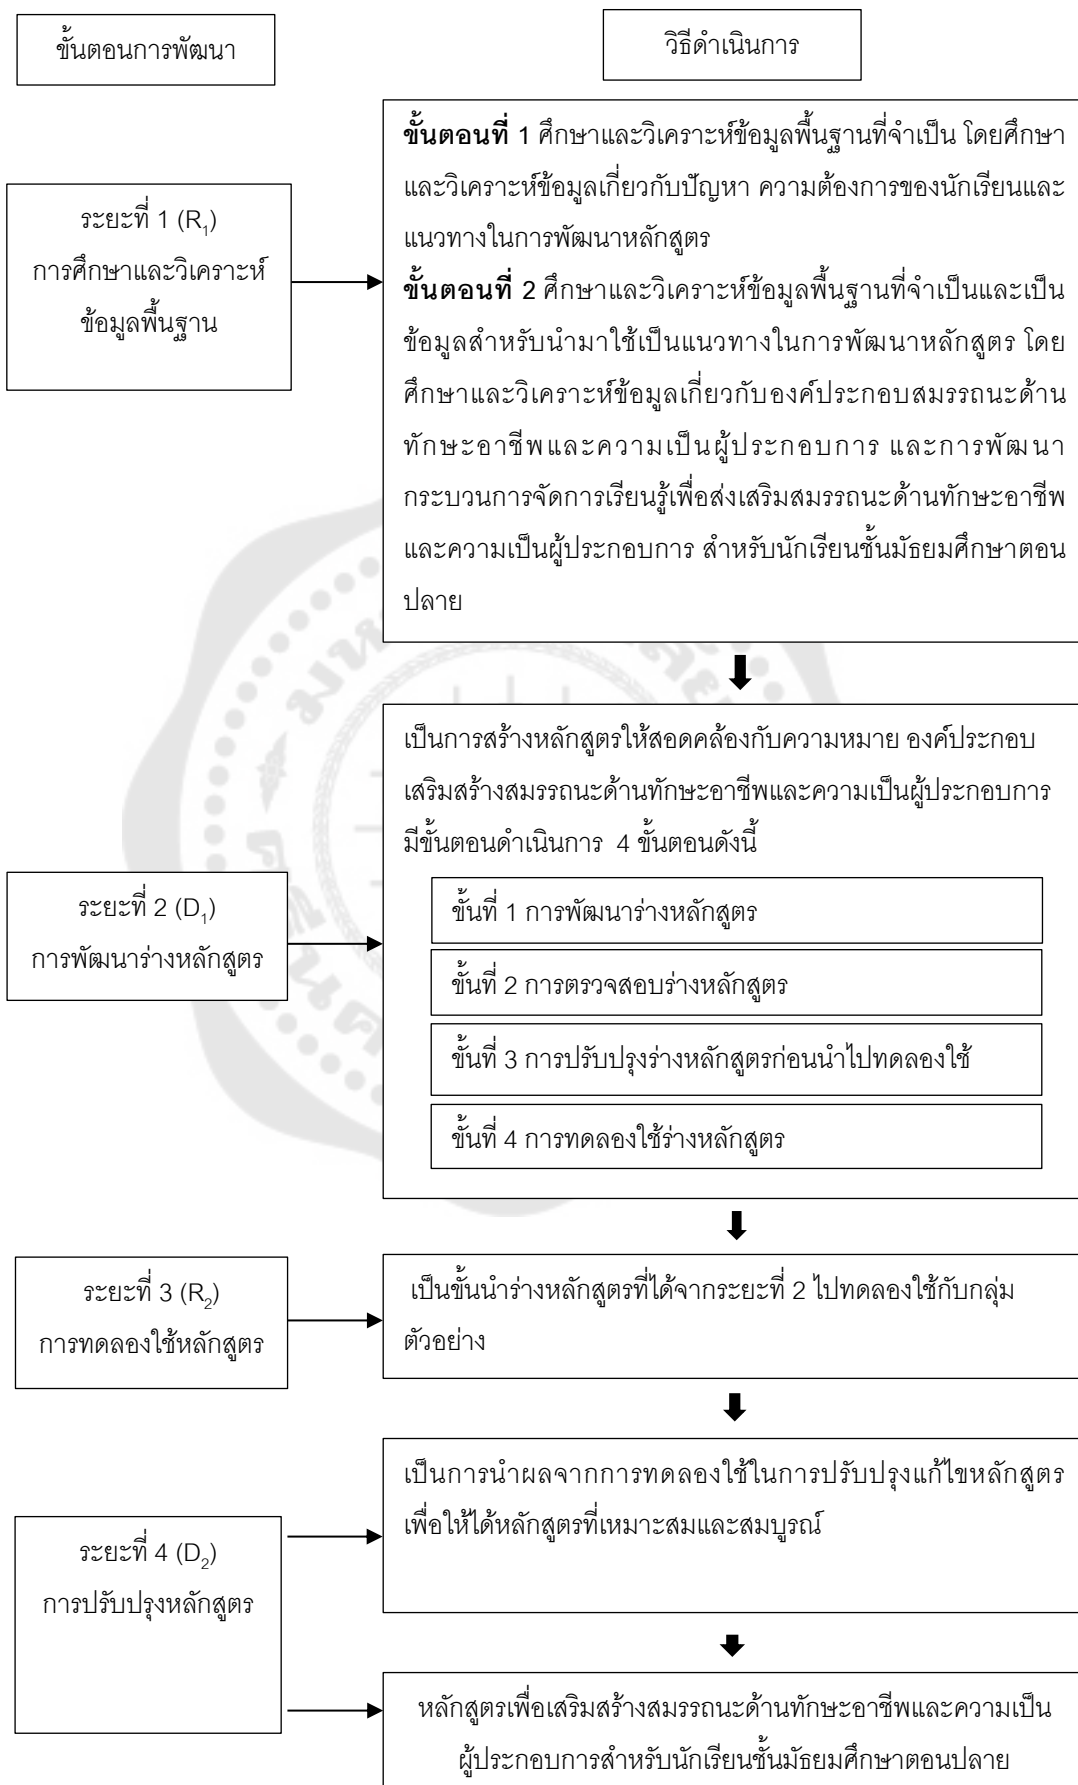 ขั้นตอนการพัฒนา
วิธีดำเนินการ
ระยะที่ 1 (R₁)
การศึกษาและวิเคราะห์
ข้อมูลพื้นฐาน
ขั้นตอนที่ 1 ศึกษาและวิเคราะห์ข้อมูลพื้นฐานที่จำเป็น โดยศึกษา
และวิเคราะห์ข้อมูลเกี่ยวกับปัญหา ความต้องการของนักเรียนและ
แนวทางในการพัฒนาหลักสูตร
ขั้นตอนที่ 2 ศึกษาและวิเคราะห์ข้อมูลพื้นฐานที่จำเป็นและเป็น
ข้อมูลสำหรับนำมาใช้เป็นแนวทางในการพัฒนาหลักสูตร โดย
ศึกษาและวิเคราะห์ข้อมูลเกี่ยวกับองค์ประกอบสมรรถนะด้าน
ทักษะอาชีพและความเป็นผู้ประกอบการ และการพัฒนา
กระบวนการจัดการเรียนรู้เพื่อส่งเสริมสมรรถนะด้านทักษะอาชีพ
และความเป็นผู้ประกอบการ สำหรับนักเรียนชั้นมัธยมศึกษาตอน
ปลาย
ระยะที่ 2 (D₁)
การพัฒนาร่างหลักสูตร
เป็นการสร้างหลักสูตรให้สอดคล้องกับความหมาย องค์ประกอบ
เสริมสร้างสมรรถนะด้านทักษะอาชีพและความเป็นผู้ประกอบการ
มีขั้นตอนดำเนินการ 4 ขั้นตอนดังนี้
ขั้นที่ 1 การพัฒนาร่างหลักสูตร
ขั้นที่ 2 การตรวจสอบร่างหลักสูตร
ขั้นที่ 3 การปรับปรุงร่างหลักสูตรก่อนนำไปทดลองใช้
ขั้นที่ 4 การทดลองใช้ร่างหลักสูตร
ระยะที่ 3 (R₂)
การทดลองใช้หลักสูตร
เป็นขั้นนำร่างหลักสูตรที่ได้จากระยะที่ 2 ไปทดลองใช้กับกลุ่ม
ตัวอย่าง
ระยะที่ 4 (D₂)
การปรับปรุงหลักสูตร
เป็นการนำผลจากการทดลองใช้ในการปรับปรุงแก้ไขหลักสูตร
เพื่อให้ได้หลักสูตรที่เหมาะสมและสมบูรณ์
หลักสูตรเพื่อเสริมสร้างสมรรถนะด้านทักษะอาชีพและความเป็น
ผู้ประกอบการสำหรับนักเรียนชั้นมัธยมศึกษาตอนปลาย